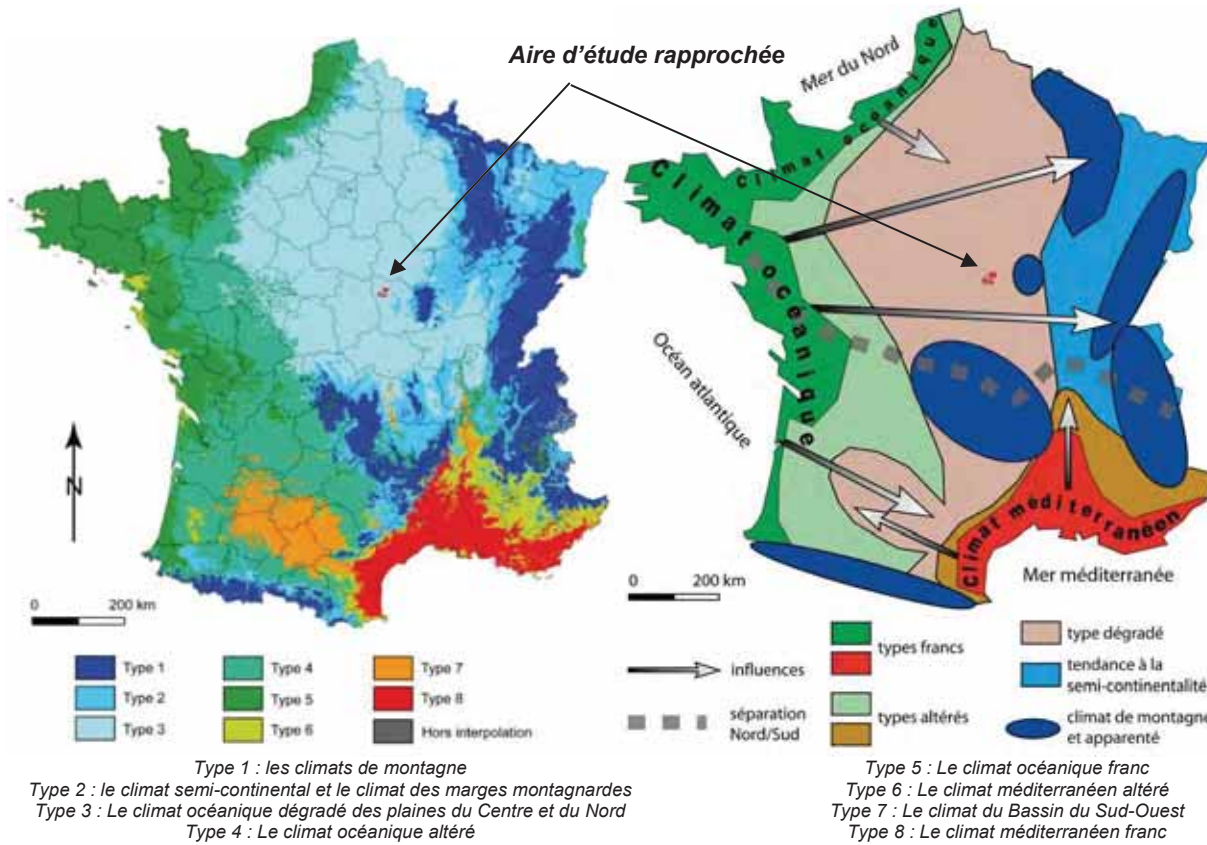 Aire d'étude rapprochée
Mer du Nord
Climat océanique
Climat océanique
Océan atlantique
Climat méditerranéen
Mer méditerranée
N
0 200 km
0 200 km
Type 1
Type 2
Type 3
Type 4
Type 5
Type 6
Type 7
Type 8
Hors interpolation
influences
séparation
Nord/Sud
types francs
types altérés
type dégradé
tendance à la
semi-continentalité
climat de montagne
et apparenté
Type 1 : les climats de montagne
Type 2 : le climat semi-continental et le climat des marges montagnardes
Type 3 : Le climat océanique dégradé des plaines du Centre et du Nord
Type 4 : Le climat océanique altéré
Type 5 : Le climat océanique franc
Type 6 : Le climat méditerranéen altéré
Type 7 : Le climat du Bassin du Sud-Ouest
Type 8 : Le climat méditerranéen franc